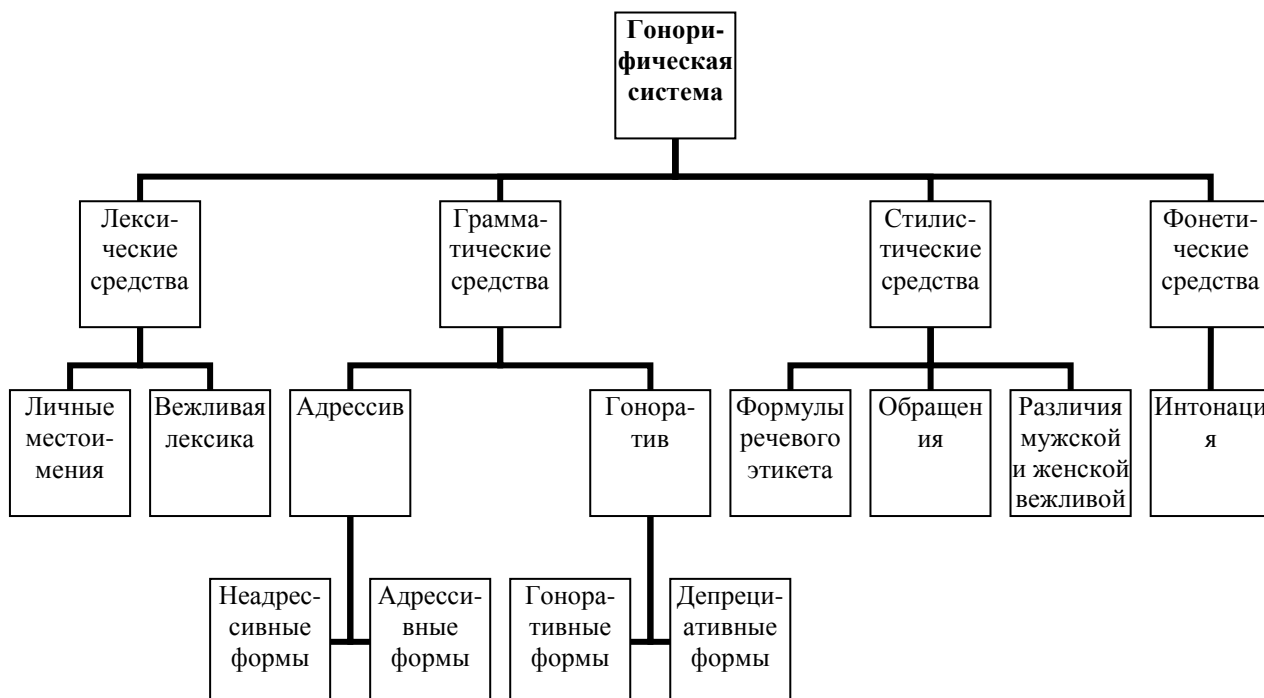 Гонори-
фическая
система
Лекси-
ческие
средства
Грамма-
тические
средства
Стилис-
тические
средства
Фонети-
ческие
средства
Личные
местои-
мения
Вежливая
лексика
Адрессив
Гонора-
тив
Формулы
речевого
этикета
Обращен
ия
Различия
мужской
и женской
вежливой
Интонаци
я
Неадрес-
сивные
формы
Адресси-
вные
формы
Гонора-
тивные
формы
Депреци-
ативные
формы